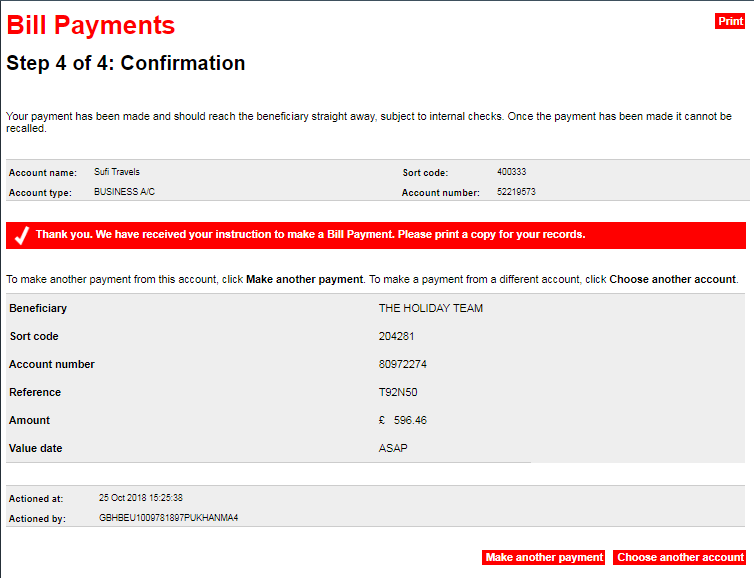 Bill Payments
Print
Step 4 of 4: Confirmation
Your payment has been made and should reach the beneficiary straight away, subject to internal checks. Once the payment has been made it cannot be
recalled.
Account name: Sufi Travels Sort code: 400333
Account type: BUSINESS A/C Account number: 52219573
Thank you. We have received your instruction to make a Bill Payment. Please print a copy for your records.
To make another payment from this account, click Make another payment. To make a payment from a different account, click Choose another account.
Beneficiary THE HOLIDAY TEAM
Sort code 204281
Account number 80972274
Reference T92N50
Amount £ 596.46
Value date ASAP
Actioned at: 25 Oct 2018 15:25:38
Actioned by: GBHBEU1009781897PUKHANMA4
Make another payment Choose another account